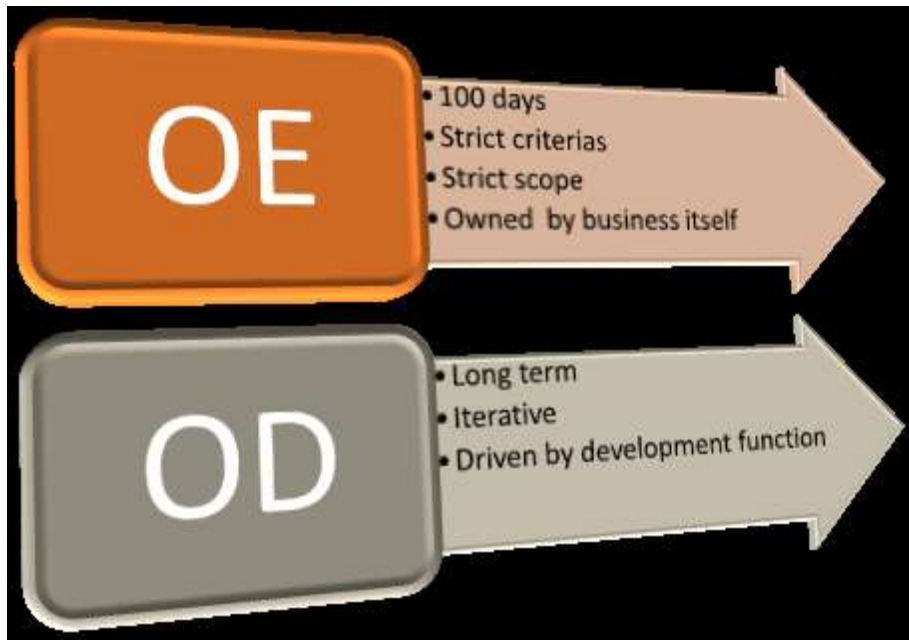 OE
• 100 days
• Strict criterias
• Strict scope
• Owned by business itself
OD
• Long term
• Iterative
• Driven by development function